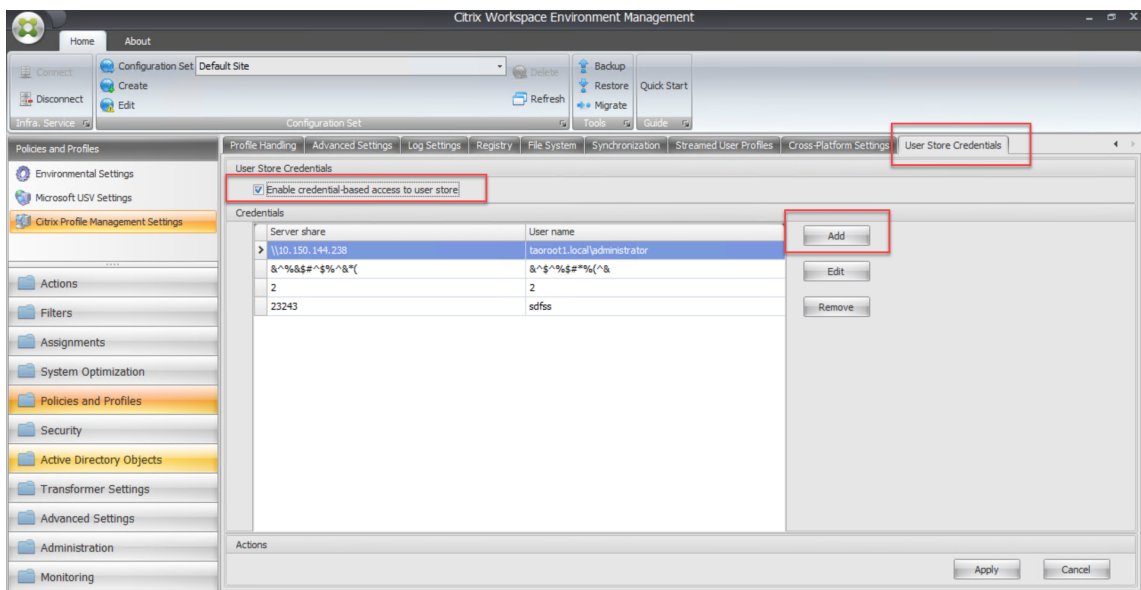 Citrix Workspace Environment Management
Home About
Connect
Disconnect
Infra. Service
Configuration Set Default Site
Create
Edit
Delete
Refresh
Configuration Set
Backup
Restore
Migrate
Tools
Quick Start
Guide
Policies and Profiles
Environmental Settings
Microsoft USV Settings
Citrix Profile Management Settings
Actions
Filters
Assignments
System Optimization
Policies and Profiles
Security
Active Directory Objects
Transformer Settings
Advanced Settings
Administration
Monitoring
Profile Handling Advanced Settings Log Settings Registry File System Synchronization Streamed User Profiles Cross-Platform Settings User Store Credentials
User Store Credentials
Enable credential-based access to user store
Credentials
Server share User name
\\10.150.144.238 taoroot1.local\administrator
&^%&$#^$%^&*( &^$^%$#*%(^&
2 2
23243 sdfss
Add
Edit
Remove
Actions
Apply Cancel